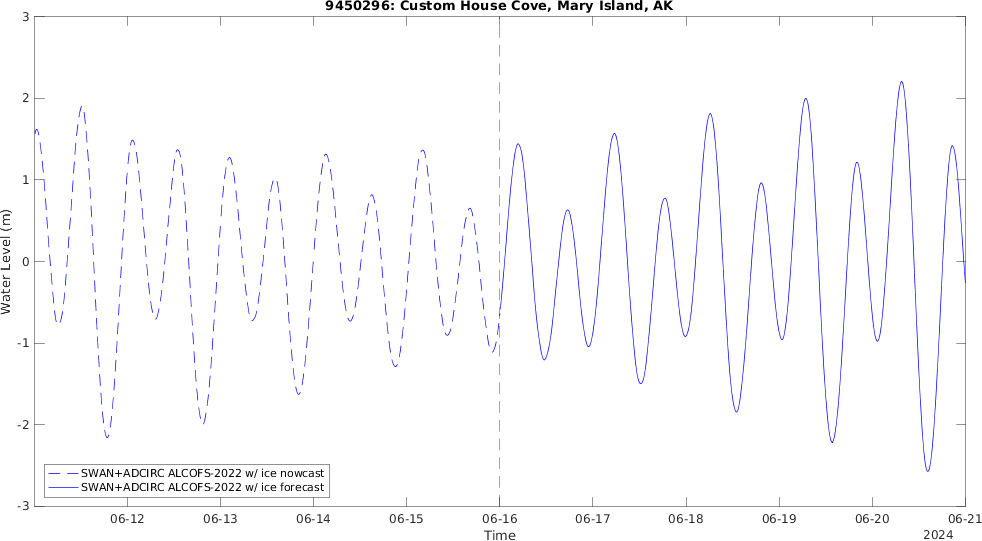 9450296: Custom House Cove, Mary Island, AK
3
2
1
0
-1
-2
-3
Water Level (m)
SWAN+ADCIRC ALCOFS-2022 w/ ice nowcast
SWAN+ADCIRC ALCOFS-2022 w/ ice forecast
06-12 06-13 06-14 06-15 06-16 06-17 06-18 06-19 06-20 06-21
Time
2024